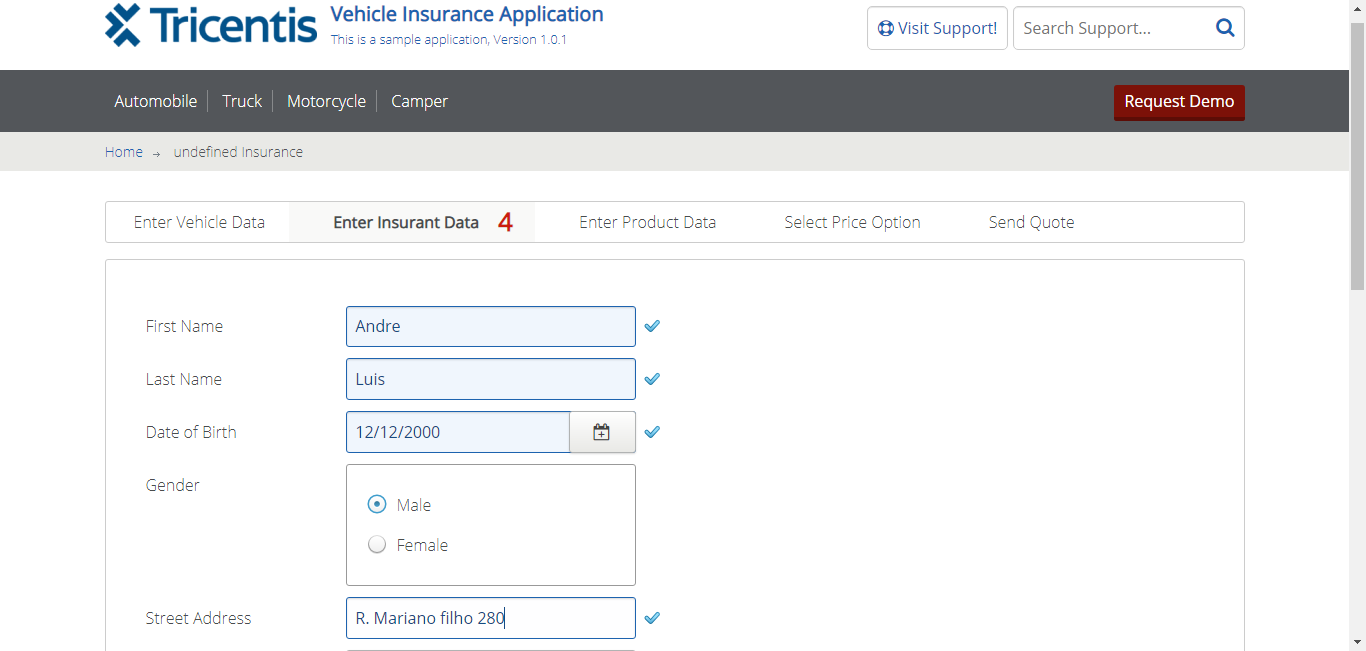 Tricentis
Vehicle Insurance Application
This is a sample application, Version 1.0.1
Visit Support!
Search Support...
Automobile
Truck
Motorcycle
Camper
Request Demo
Home → undefined Insurance
Enter Vehicle Data
Enter Insurant Data 4
Enter Product Data
Select Price Option
Send Quote
First Name
Andre
Last Name
Luis
Date of Birth
12/12/2000
Gender
Male
Female
Street Address
R. Mariano filho 280